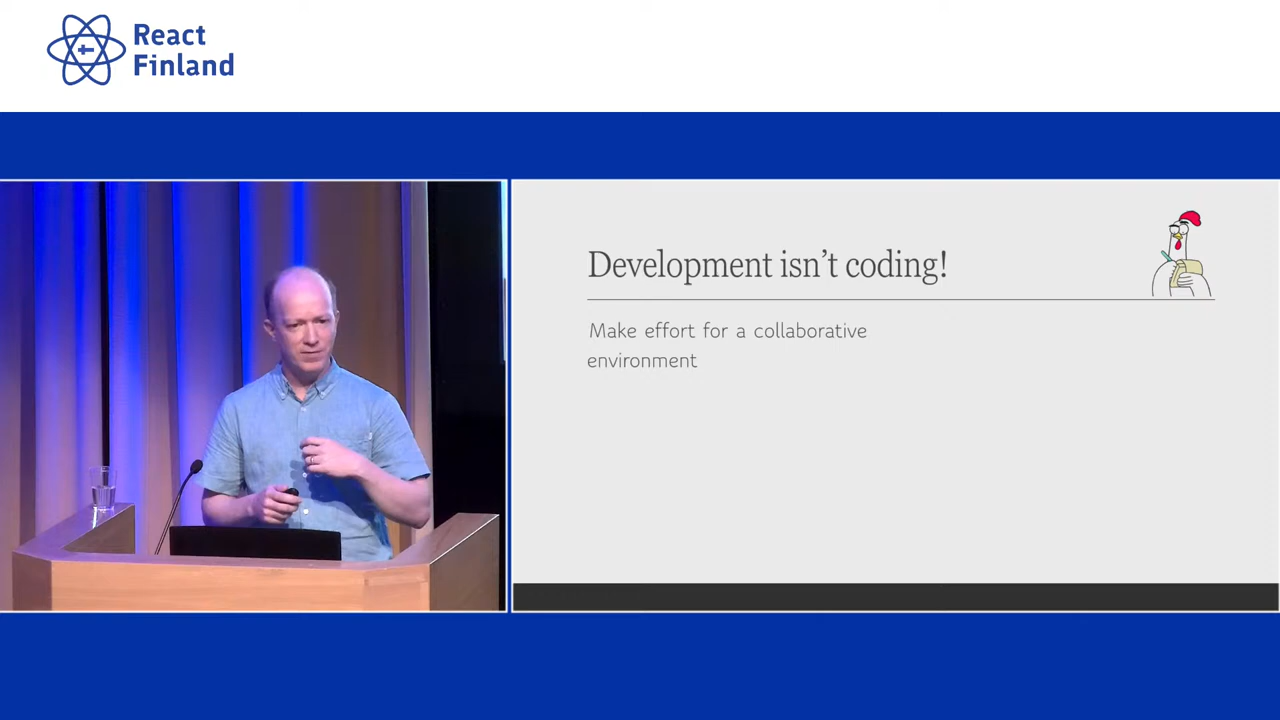 React
Finland
Development isn't coding!
Make effort for a collaborative
environment